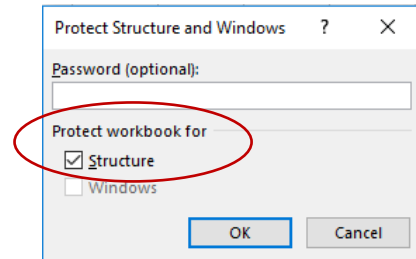 Protect Structure and Windows ? ×
Password (optional):
Protect workbook for
Structure
Windows
OK Cancel